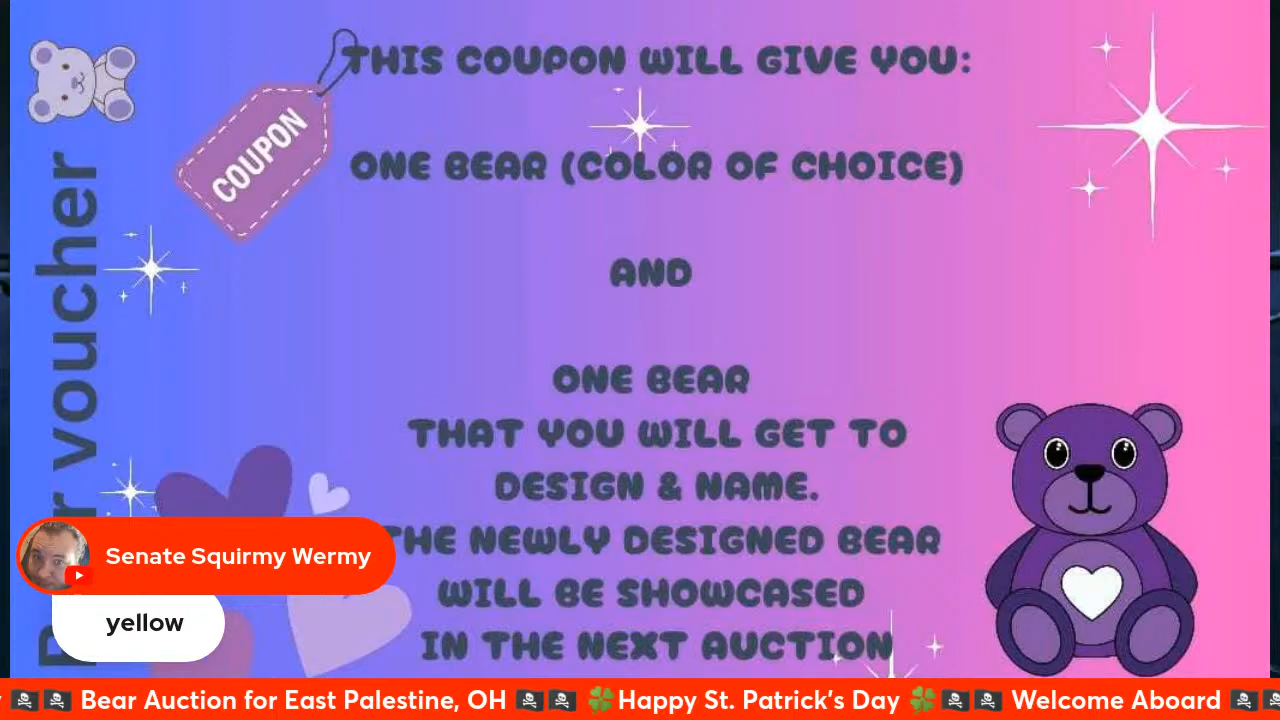 THIS COUPON WILL GIVE YOU:
COUPON
ONE BEAR (COLOR OF CHOICE)
AND
ONE BEAR
THAT YOU WILL GET TO
DESIGN & NAME.
THE NEWLY DESIGNED BEAR
WILL BE SHOWCASED
IN THE NEXT AUCTION
voucher
Senate Squirmy Wermy
yellow
🏴‍☠️🏴‍☠️ Bear Auction for East Palestine, OH 🏴‍☠️🏴‍☠️ 🍀Happy St. Patrick's Day 🍀🏴‍☠️🏴‍☠️ Welcome Aboard 🏴‍☠️🏴‍☠️